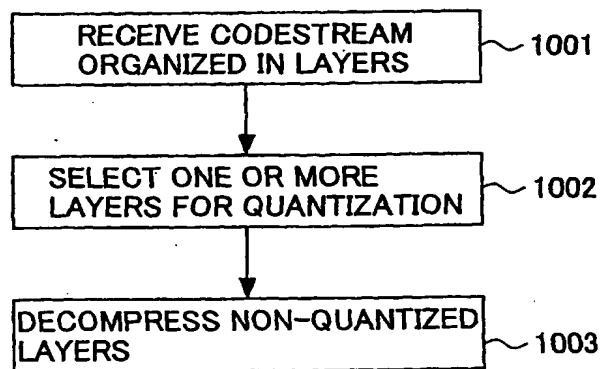 RECEIVE CODESTREAM
ORGANIZED IN LAYERS
1001
SELECT ONE OR MORE
LAYERS FOR QUANTIZATION
1002
DECOMPRESS NON-QUANTIZED
LAYERS
1003